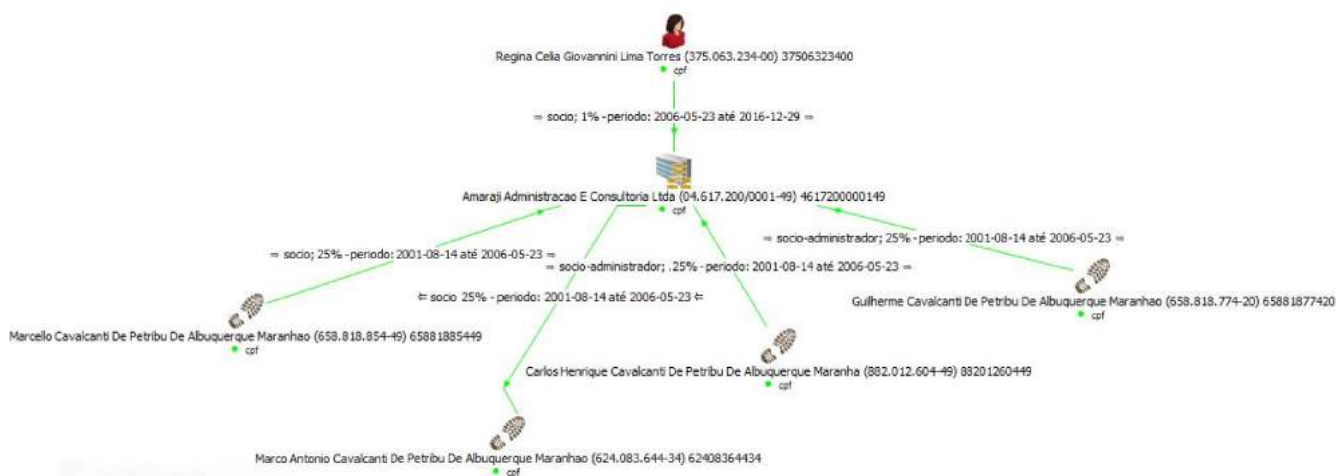 Regina Celia Giovannini Lima Torres (375.063.234-00) 37506323400
cpf
⇒ socio; 1% - periodo: 2006-05-23 até 2016-12-29 ⇒
Amaraji Administracao E Consultoria Ltda (04.617.200/0001-49) 4617200000149
cpf
⇒ socio-administrador; 25% - periodo: 2001-08-14 até 2006-05-23 ⇒
⇒ socio; 25% - periodo: 2001-08-14 até 2006-05-23 ⇒
⇒ socio-administrador; .25% - periodo: 2001-08-14 até 2006-05-23 ⇒
⇐ socio 25% - periodo: 2001-08-14 até 2006-05-23 ⇐
Guilherme Cavalcanti De Petribu De Albuquerque Maranhao (658.818.774-20) 65881877420
cpf
Marcello Cavalcanti De Petribu De Albuquerque Maranhao (658.818.854-49) 65881885449
cpf
Carlos Henrique Cavalcanti De Petribu De Albuquerque Maranha (882.012.604-49) 88201260449
cpf
Marco Antonio Cavalcanti De Petribu De Albuquerque Maranhao (624.083.644-34) 62408364434
cpf